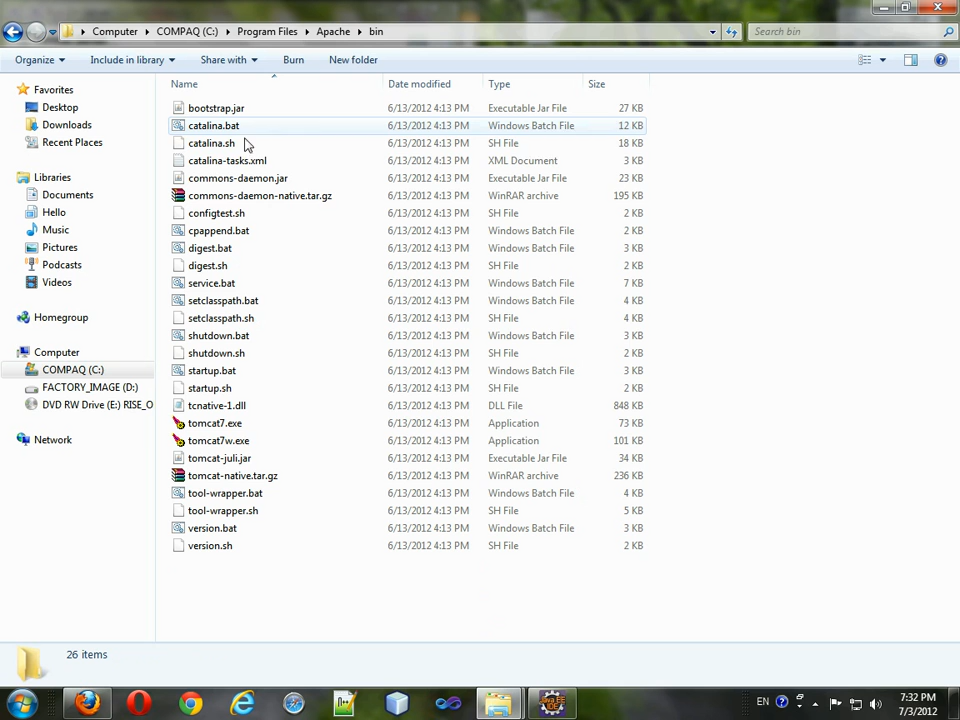 Computer ▸ COMPAQ (C:) ▸ Program Files ▸ Apache ▸ bin
Search bin
Organize Include in library Share with Burn New folder
Name Date modified Type Size
Favorites
Desktop
Downloads
Recent Places
Libraries
Documents
Hello
Music
Pictures
Podcasts
Videos
Homegroup
Computer
COMPAQ (C:)
FACTORY_IMAGE (D:)
DVD RW Drive (E:) RISE_O
Network
bootstrap.jar 6/13/2012 4:13 PM Executable Jar File 27 KB
catalina.bat 6/13/2012 4:13 PM Windows Batch File 12 KB
catalina.sh 6/13/2012 4:13 PM SH File 18 KB
catalina-tasks.xml 6/13/2012 4:13 PM XML Document 3 KB
commons-daemon.jar 6/13/2012 4:13 PM Executable Jar File 23 KB
commons-daemon-native.tar.gz 6/13/2012 4:13 PM WinRAR archive 195 KB
configtest.sh 6/13/2012 4:13 PM SH File 2 KB
cpappend.bat 6/13/2012 4:13 PM Windows Batch File 2 KB
digest.bat 6/13/2012 4:13 PM Windows Batch File 3 KB
digest.sh 6/13/2012 4:13 PM SH File 2 KB
service.bat 6/13/2012 4:13 PM Windows Batch File 7 KB
setclasspath.bat 6/13/2012 4:13 PM Windows Batch File 4 KB
setclasspath.sh 6/13/2012 4:13 PM SH File 4 KB
shutdown.bat 6/13/2012 4:13 PM Windows Batch File 3 KB
shutdown.sh 6/13/2012 4:13 PM SH File 2 KB
startup.bat 6/13/2012 4:13 PM Windows Batch File 3 KB
startup.sh 6/13/2012 4:13 PM SH File 2 KB
tcnative-1.dll 6/13/2012 4:13 PM DLL File 848 KB
tomcat7.exe 6/13/2012 4:13 PM Application 73 KB
tomcat7w.exe 6/13/2012 4:13 PM Application 101 KB
tomcat-juli.jar 6/13/2012 4:13 PM Executable Jar File 34 KB
tomcat-native.tar.gz 6/13/2012 4:13 PM WinRAR archive 236 KB
tool-wrapper.bat 6/13/2012 4:13 PM Windows Batch File 4 KB
tool-wrapper.sh 6/13/2012 4:13 PM SH File 5 KB
version.bat 6/13/2012 4:13 PM Windows Batch File 3 KB
version.sh 6/13/2012 4:13 PM SH File 2 KB
26 items
Java EE
IDE
EN
7:32 PM
7/3/2012